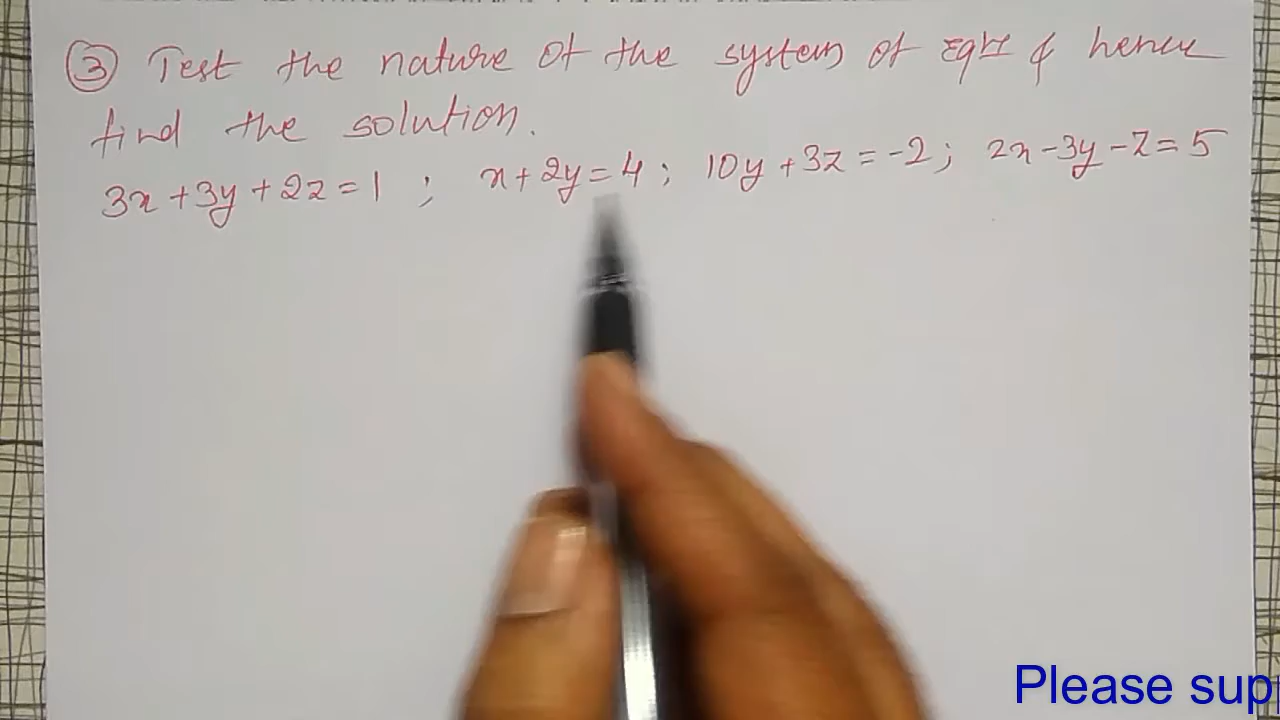 ③ Test the nature of the system of Eqns & hence
find the solution.
3x + 3y + 2z = 1 ; x + 2y = 4 ; 10y + 3z = -2 ; 2x - 3y - z = 5
Please sup